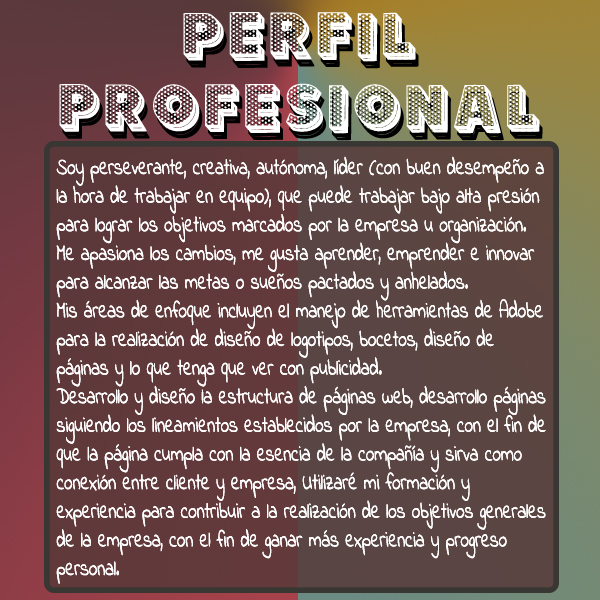 PERFIL
PROFESIONAL
Soy perseverante, creativa, autónoma, líder (con buen desempeño a
la hora de trabajar en equipo), que puede trabajar bajo alta presión
para lograr los objetivos marcados por la empresa u organización.
Me apasiona los cambios, me gusta aprender, emprender e innovar
para alcanzar las metas o sueños pactados y anhelados.
Mis áreas de enfoque incluyen el manejo de herramientas de Adobe
para la realización de diseño de logotipos, bocetos, diseño de
páginas y lo que tenga que ver con publicidad.
Desarrollo y diseño la estructura de páginas web, desarrollo páginas
siguiendo los lineamientos establecidos por la empresa, con el fin de
que la página cumpla con la esencia de la compañía y sirva como
conexión entre cliente y empresa, Utilizaré mi formación y
experiencia para contribuir a la realización de los objetivos generales
de la empresa, con el fin de ganar más experiencia y progreso
personal.